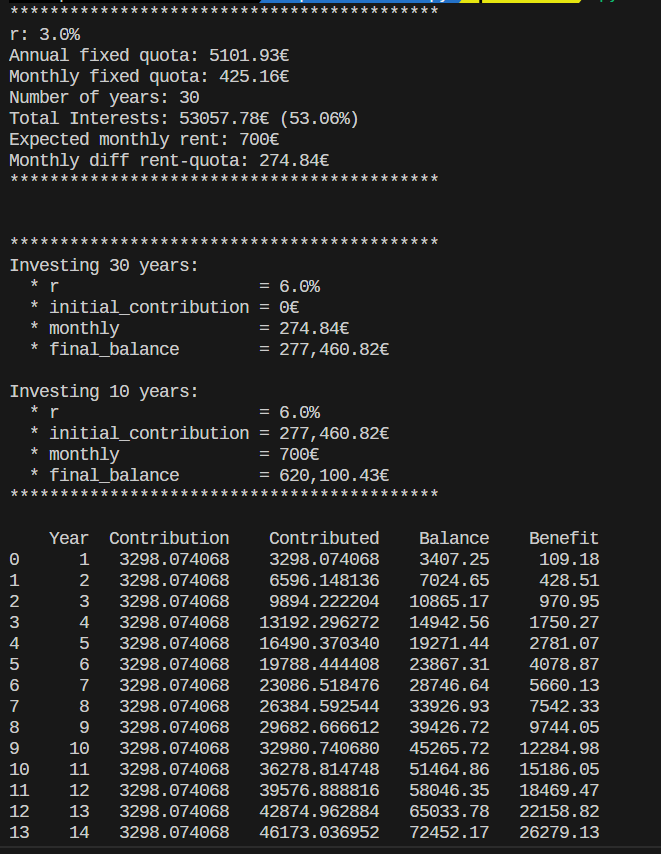 *******************************************
r: 3.0%
Annual fixed quota: 5101.93€
Monthly fixed quota: 425.16€
Number of years: 30
Total Interests: 53057.78€ (53.06%)
Expected monthly rent: 700€
Monthly diff rent-quota: 274.84€
*******************************************
*******************************************
Investing 30 years:
  * r                    = 6.0%
  * initial_contribution = 0€
  * monthly              = 274.84€
  * final_balance        = 277,460.82€
Investing 10 years:
  * r                    = 6.0%
  * initial_contribution = 277,460.82€
  * monthly              = 700€
  * final_balance        = 620,100.43€
*******************************************
    Year  Contribution    Contributed    Balance    Benefit
0      1   3298.074068    3298.074068    3407.25     109.18
1      2   3298.074068    6596.148136    7024.65     428.51
2      3   3298.074068    9894.222204   10865.17     970.95
3      4   3298.074068   13192.296272   14942.56    1750.27
4      5   3298.074068   16490.370340   19271.44    2781.07
5      6   3298.074068   19788.444408   23867.31    4078.87
6      7   3298.074068   23086.518476   28746.64    5660.13
7      8   3298.074068   26384.592544   33926.93    7542.33
8      9   3298.074068   29682.666612   39426.72    9744.05
9     10   3298.074068   32980.740680   45265.72   12284.98
10    11   3298.074068   36278.814748   51464.86   15186.05
11    12   3298.074068   39576.888816   58046.35   18469.47
12    13   3298.074068   42874.962884   65033.78   22158.82
13    14   3298.074068   46173.036952   72452.17   26279.13